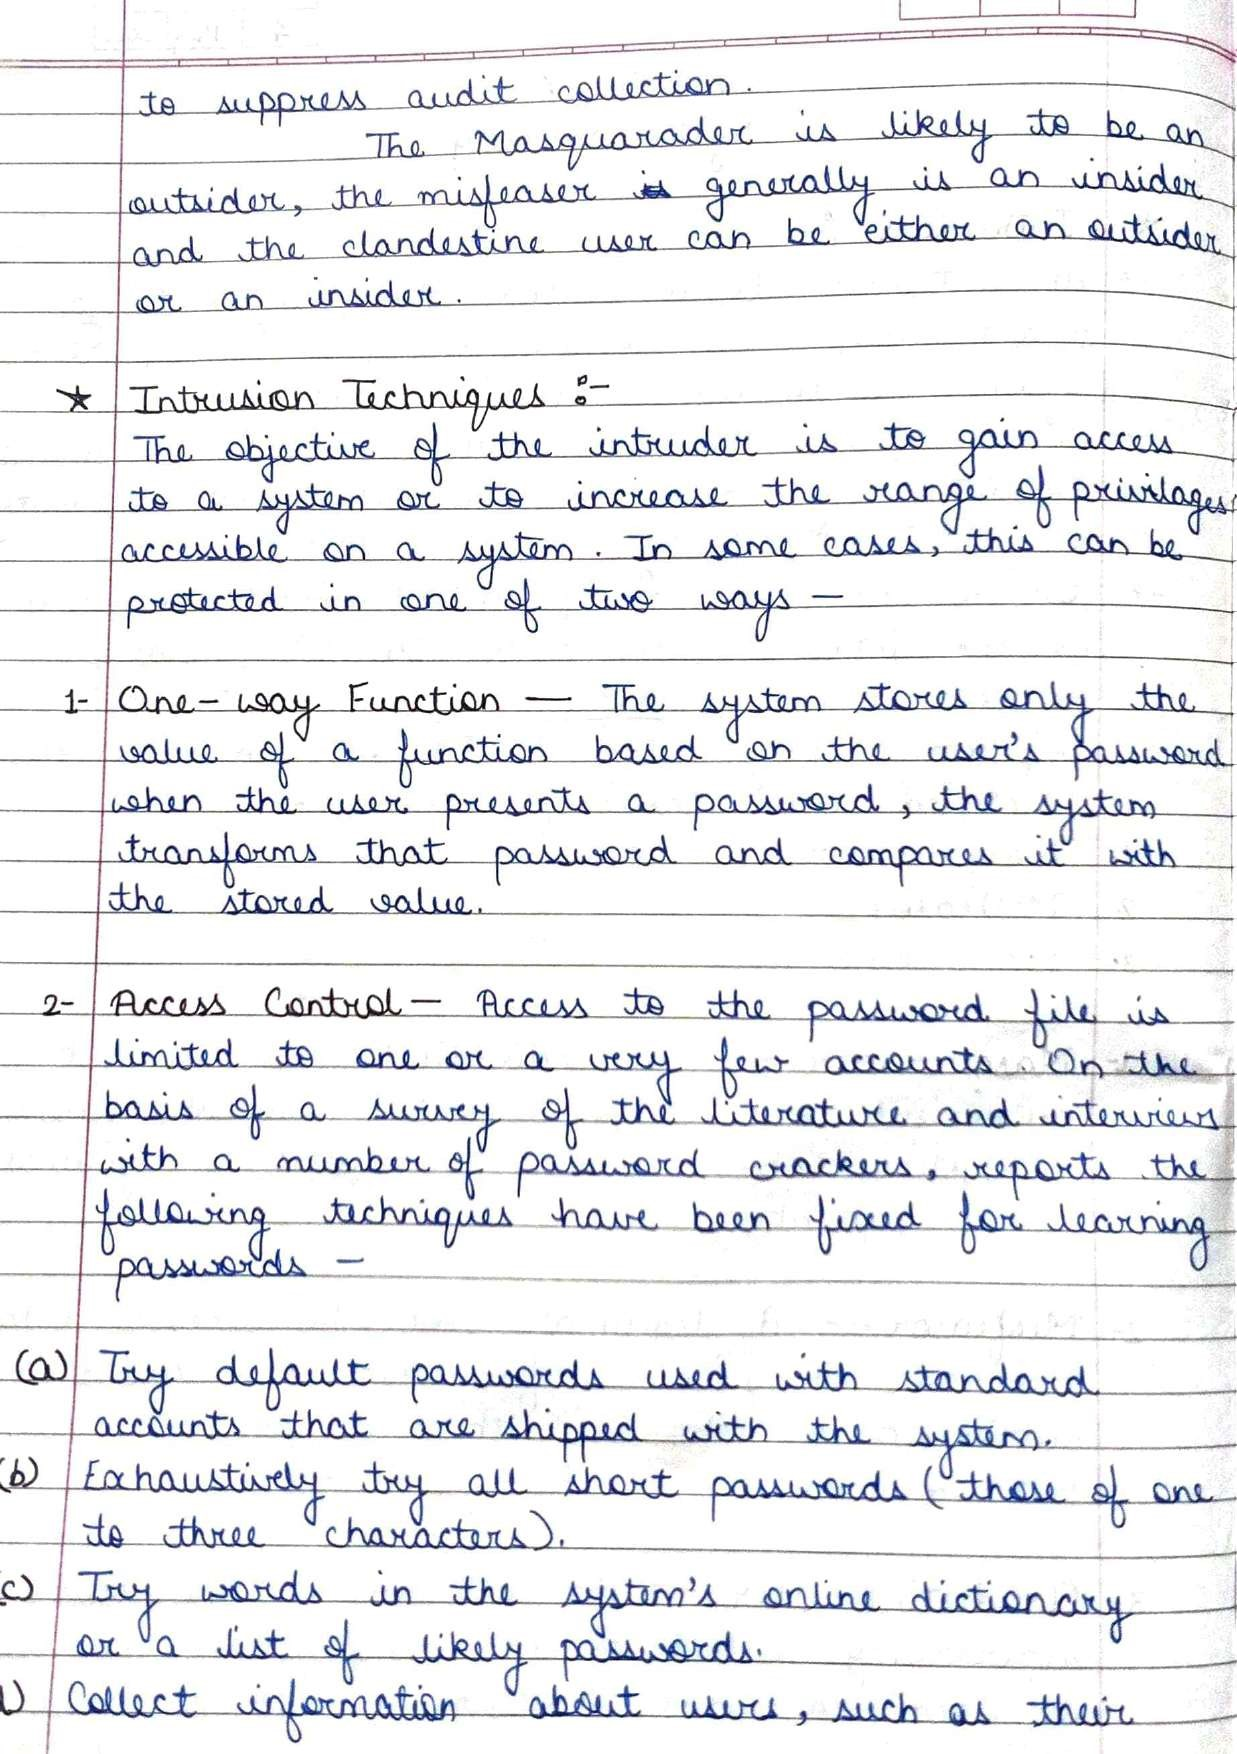 to suppress audit collection.
The Masquarader is likely to be an
outsider, the misfeaser is generally is an insider
and the clandestine user can be either an outsider
or an insider.
★ Intrusion Techniques :-
The objective of the intruder is to gain access
to a system or to increase the range of privilages
accessible on a system. In some cases, this can be
protected in one of two ways —
1- One-way Function — The system stores only the
value of a function based on the user's password
when the user presents a password, the system
transforms that password and compares it with
the stored value.
2- Access Control — Access to the password file is
limited to one or a very few accounts. On the
basis of a survey of the literature and interviews
with a number of password crackers, reports the
following techniques have been fixed for learning
passwords —
(a) Try default passwords used with standard
accounts that are shipped with the system.
(b) Exhaustively try all short passwords (those of one
to three characters).
c) Try words in the system's online dictionary
or a list of likely passwords.
) Collect information about users, such as their